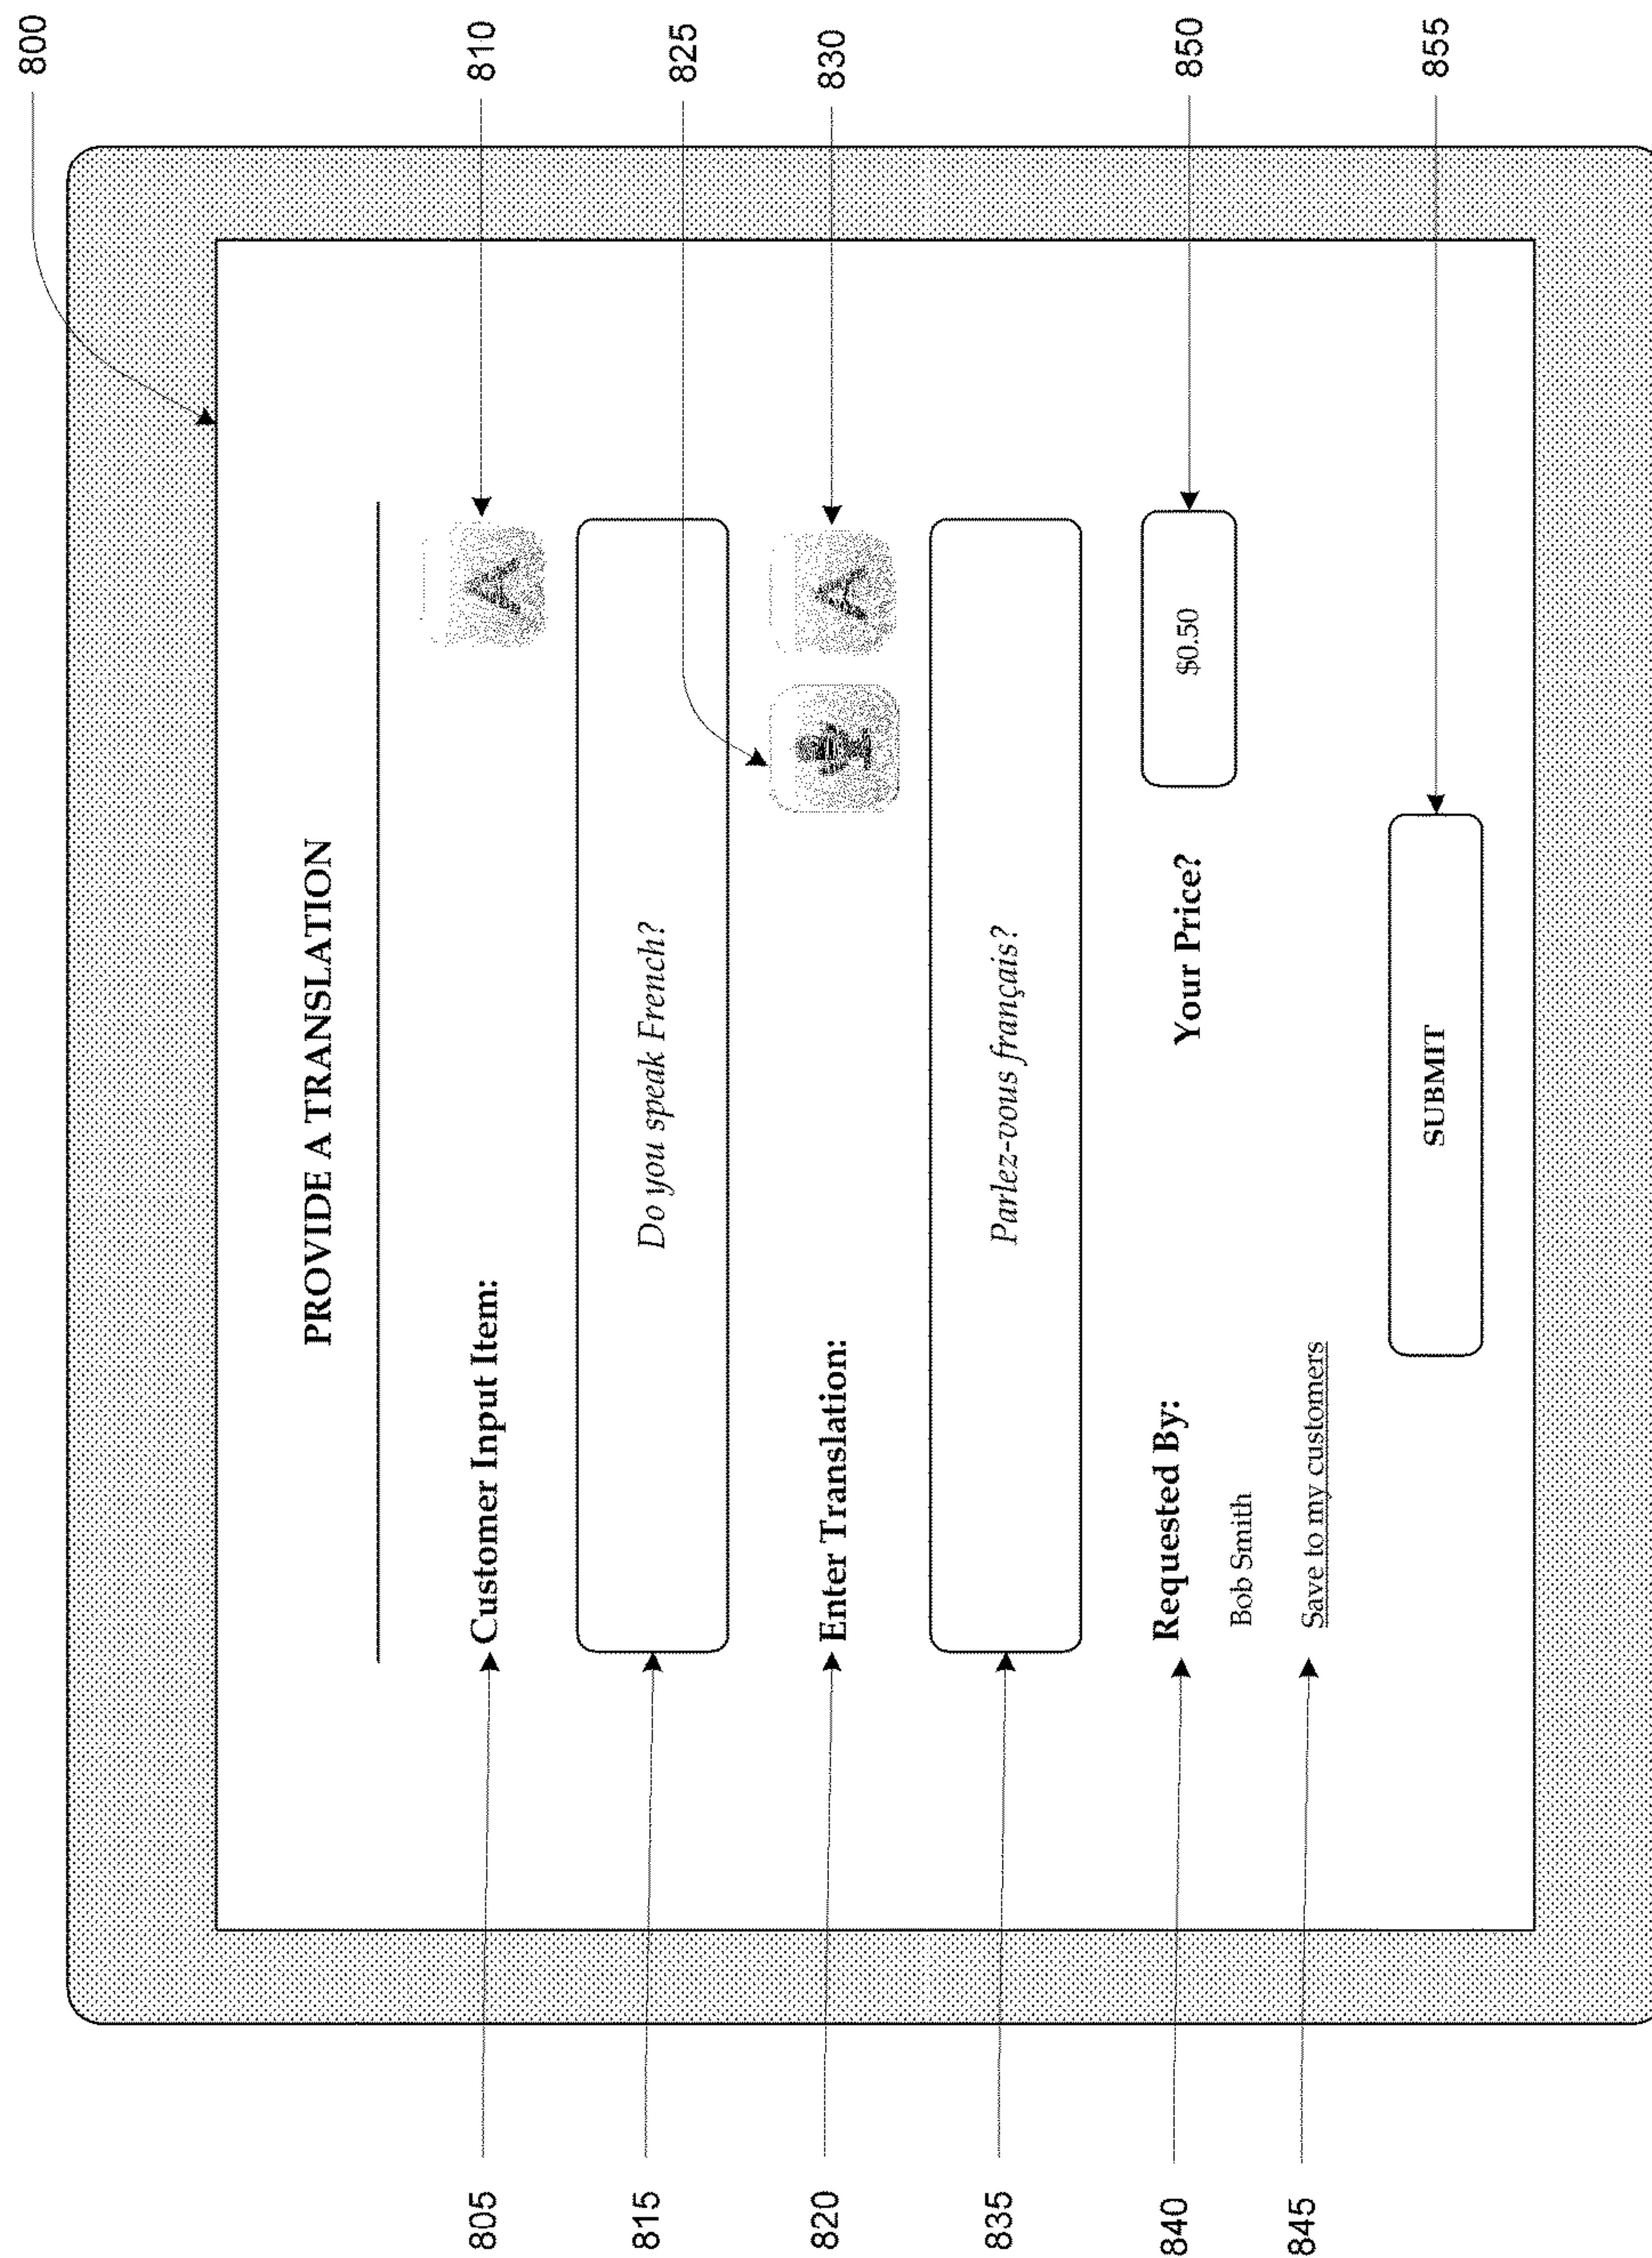 800
PROVIDE A TRANSLATION
805
Customer Input Item:
A
810
815
Do you speak French?
825
820
Enter Translation:
A
830
835
Parlez-vous français?
840
Requested By:
Your Price?
$0.50
850
Bob Smith
845
Save to my customers
SUBMIT
855